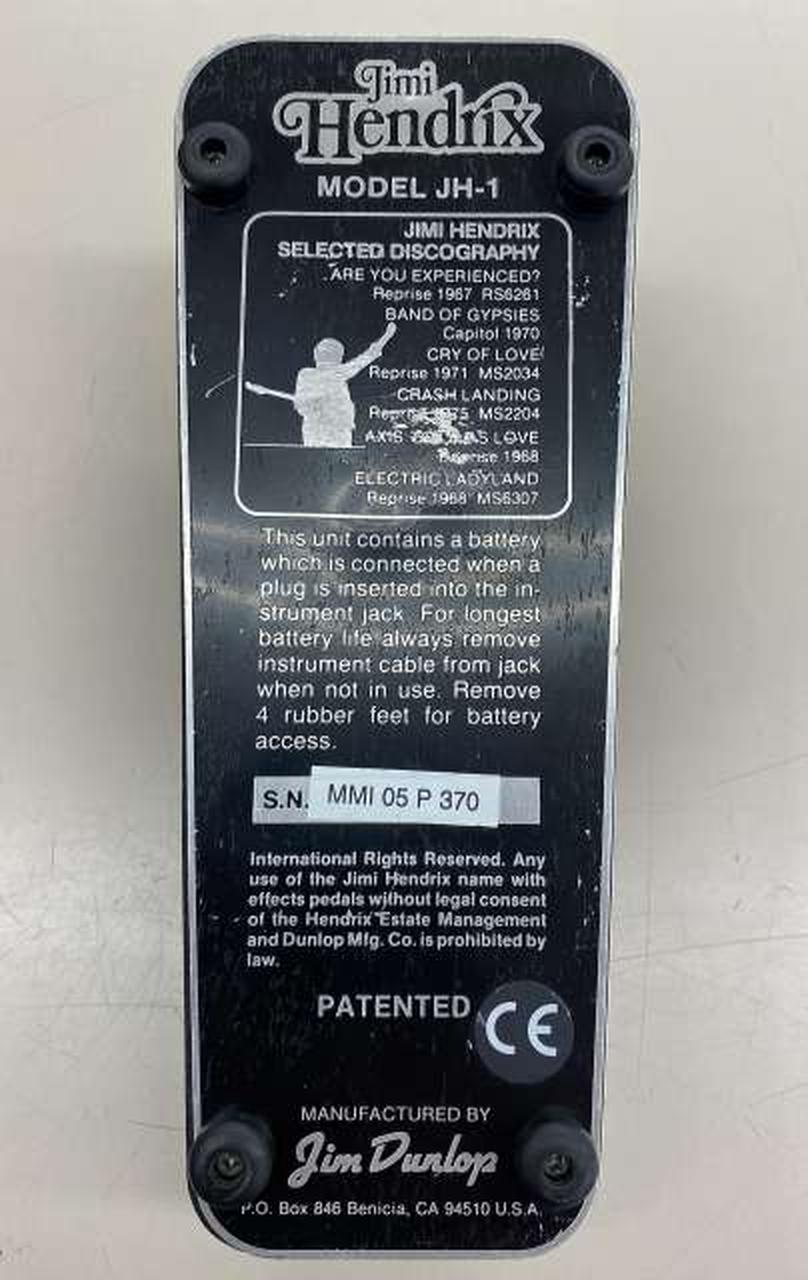 Jimi
Hendrix
MODEL JH-1
JIMI HENDRIX
SELECTED DISCOGRAPHY
ARE YOU EXPERIENCED?
Reprise 1967 RS6261
BAND OF GYPSIES
Capitol 1970
CRY OF LOVE
Reprise 1971 MS2034
CRASH LANDING
Reprise 1975 MS2204
AXIS LOVE
Reprise 1968
ELECTRIC LADYLAND
Reprise 1968 MS6307
This unit contains a battery
which is connected when a
plug is inserted into the in-
strument jack. For longest
battery life always remove
instrument cable from jack
when not in use. Remove
4 rubber feet for battery
access.
S.N. MMI 05 P 370
International Rights Reserved. Any
use of the Jimi Hendrix name with
effects pedals without legal consent
of the Hendrix Estate Management
and Dunlop Mfg. Co. is prohibited by
law.
PATENTED CE
MANUFACTURED BY
Jim Dunlop
P.O. Box 846 Benicia, CA 94510 U.S.A.